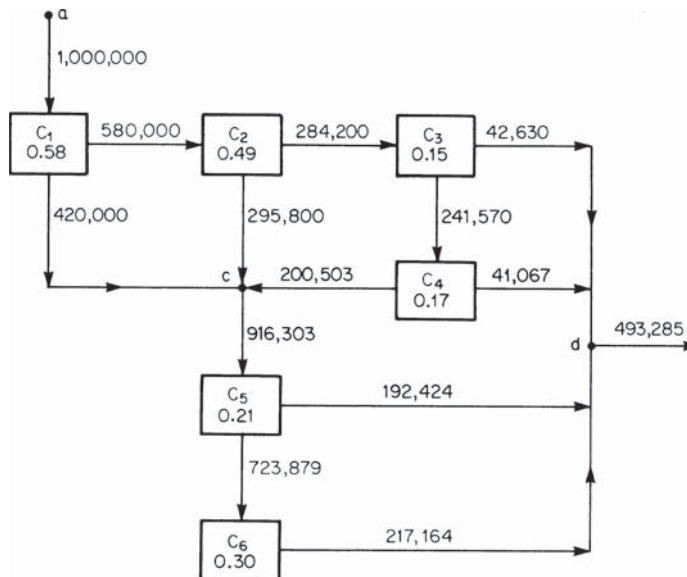 a
1,000,000
C1
0.58
580,000
C2
0.49
284,200
C3
0.15
42,630
420,000
295,800
241,570
c
200,503
C4
0.17
41,067
916,303
d
493,285
C5
0.21
192,424
723,879
C6
0.30
217,164